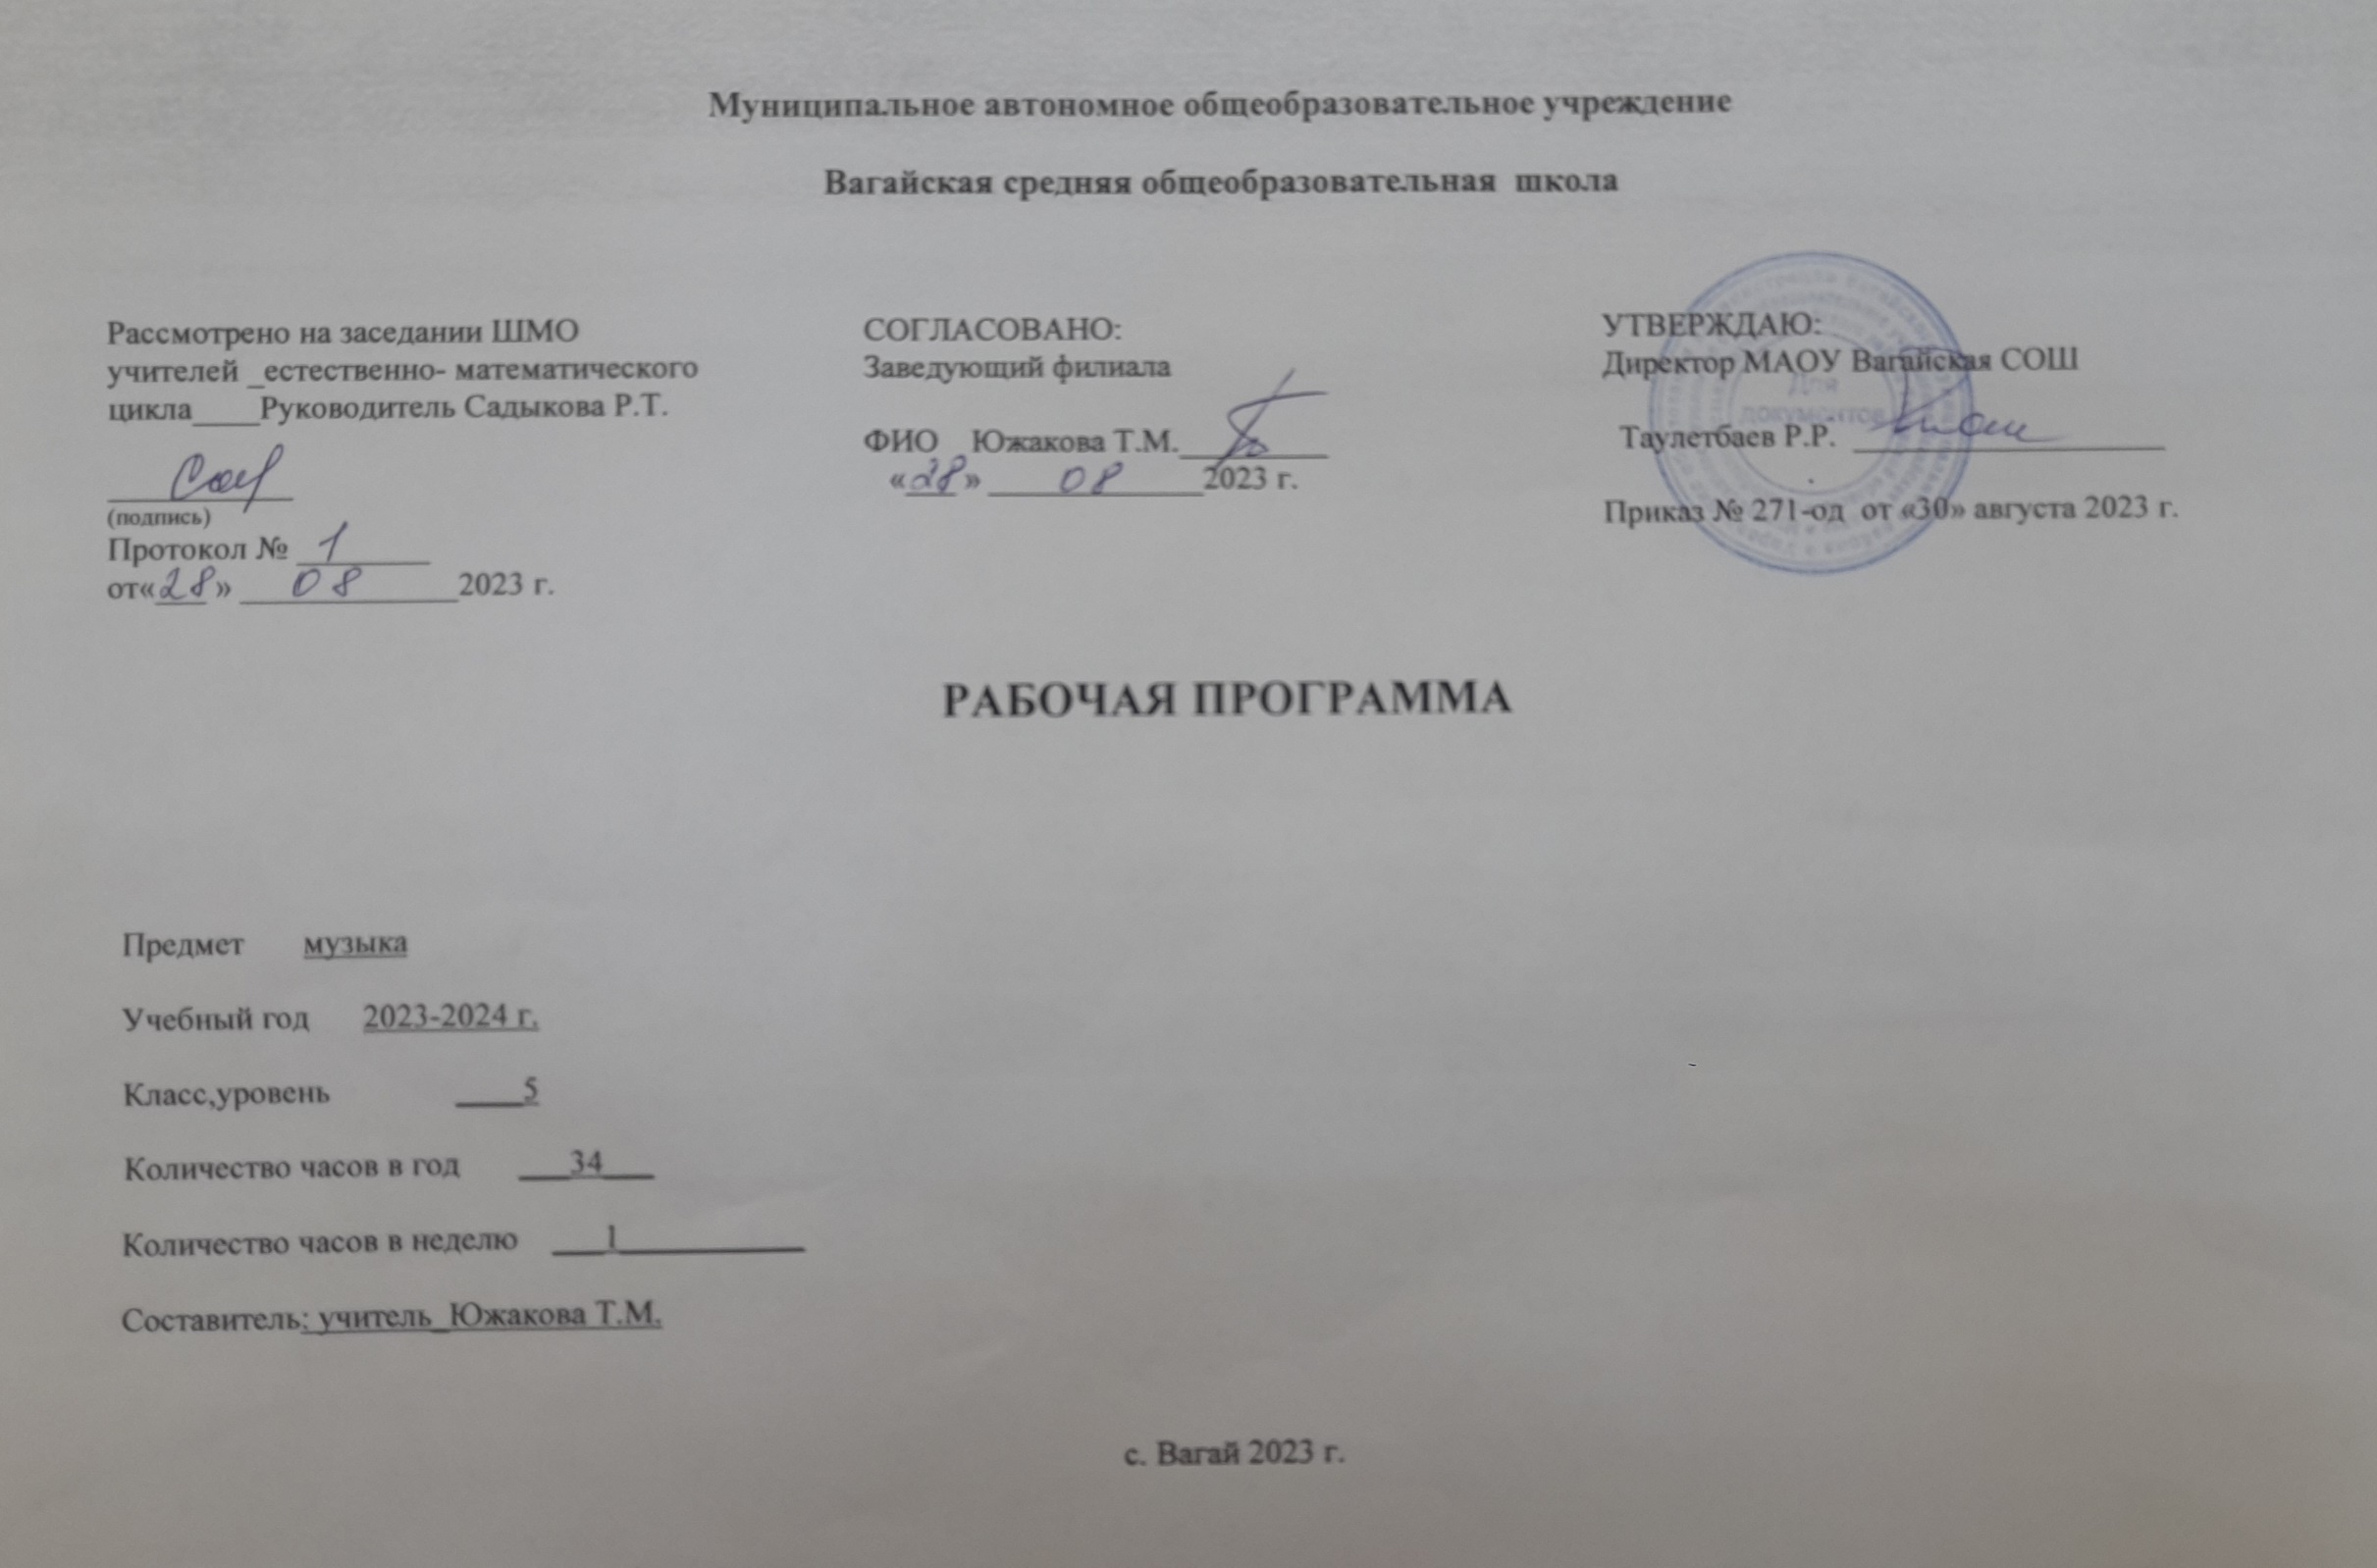 Муниципальное автономное общеобразовательное учреждение
Вагайская средняя общеобразовательная школа
Рассмотрено на заседании ШМО
учителей _естественно- математического
цикла____Руководитель Садыкова Р.Т.
(подпись)
Протокол № 1
от«28» 08 2023 г.
СОГЛАСОВАНО:
Заведующий филиала
ФИО Южакова Т.М.
«28» 08 2023 г.
УТВЕРЖДАЮ:
Директор МАОУ Вагайская СОШ
Таулетбаев Р.Р.
Приказ № 271-од от «30» августа 2023 г.
Для
документов
РАБОЧАЯ ПРОГРАММА
Предмет музыка
Учебный год 2023-2024 г.
Класс,уровень 5
Количество часов в год 34
Количество часов в неделю 1
Составитель: учитель_Южакова Т.М.
с. Вагай 2023 г.